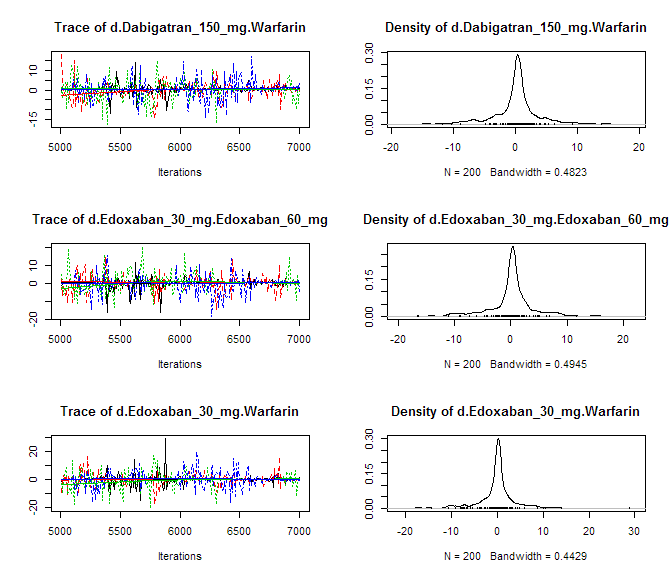 Trace of d.Dabigatran_150_mg.Warfarin
Density of d.Dabigatran_150_mg.Warfarin
-15 0 10
5000 5500 6000 6500 7000
Iterations
0.00 0.15 0.30
-20 -10 0 10 20
N = 200 Bandwidth = 0.4823
Trace of d.Edoxaban_30_mg.Edoxaban_60_mg
Density of d.Edoxaban_30_mg.Edoxaban_60_mg
-20 0 10
5000 5500 6000 6500 7000
Iterations
0.00 0.15
-20 -10 0 10 20
N = 200 Bandwidth = 0.4945
Trace of d.Edoxaban_30_mg.Warfarin
Density of d.Edoxaban_30_mg.Warfarin
-20 0 20
5000 5500 6000 6500 7000
Iterations
0.00 0.15 0.30
-20 -10 0 10 20 30
N = 200 Bandwidth = 0.4429